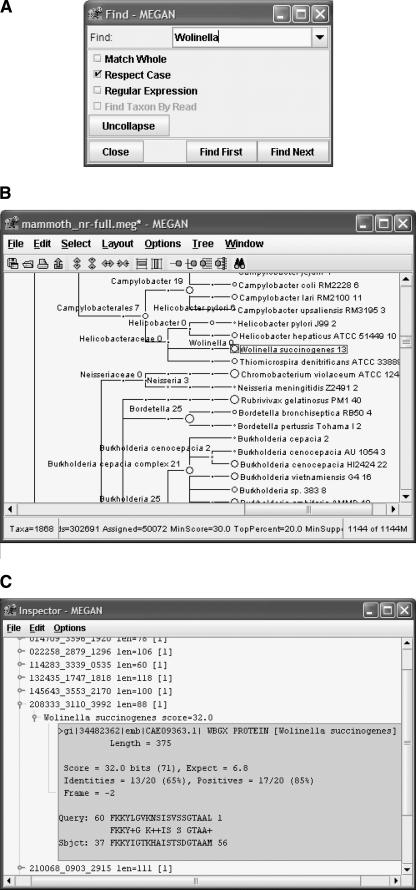 A
Find - MEGAN
Find: Wolinella
Match Whole
Respect Case
Regular Expression
Find Taxon By Read
Uncollapse
Close Find First Find Next
B
mammoth_nr-full.meg* - MEGAN
File Edit Select Layout Options Tree Window
Campylobacter 19
Campylobacter coli RM2228 6
Campylobacter lari RM2100 11
Campylobacterales 7
Helicobacter pylori
Campylobacter upsaliensis RM3195 3
Helicobacter 0
Helicobacter pylori J99 2
Helicobacteraceae 0
Wolinella 0
Helicobacter hepaticus ATCC 51449 10
Wolinella succinogenes 13
Thiomicrospira denitrificans ATCC
Neisseriaceae 0
Neisseria 3
Chromobacterium violaceum ATCC 124
Neisseria meningitidis Z2491 2
Rubrivivax gelatinosus PM1 40
Bordetella 25
Bordetella bronchiseptica RB50 4
Bordetella pertussis Tohama I 2
Burkholderia cepacia 2
Burkholderia cenocepacia 2
Burkholderia cenocepacia AU 1054 3
Burkholderia cepacia complex 21
Burkholderia cenocepacia HI2424 22
Burkholderia vietnamiensis G4 16
Burkholderia sp. 383 8
Burkholderia 25
Taxa=1868 ds=302691 Assigned=50072 MinScore=30.0 TopPercent=20.0 MinSupp 1144 of 1144M
C
Inspector - MEGAN
File Edit Options
022258_2879_1296 len=106 [1]
114283_3339_0535 len=60 [1]
132435_1747_1818 len=118 [1]
145643_3553_2170 len=100 [1]
208333_3110_3992 len=88 [1]
Wolinella succinogenes score=32.0
>gi|34482362|emb|CAE09363.1| WBGX PROTEIN [Wolinella succinogenes]
Length = 375
Score = 32.0 bits (71), Expect = 6.8
Identities = 13/20 (65%), Positives = 17/20 (85%)
Frame = -2
Query: 60 FKKYLGVKNSISVSSGTAAL 1
FKKY+G K++IS S GTAA+
Sbjct: 37 FKKYIGTKHAISTSDGTAAM 56
210068_0903_2915 len=111 [1]